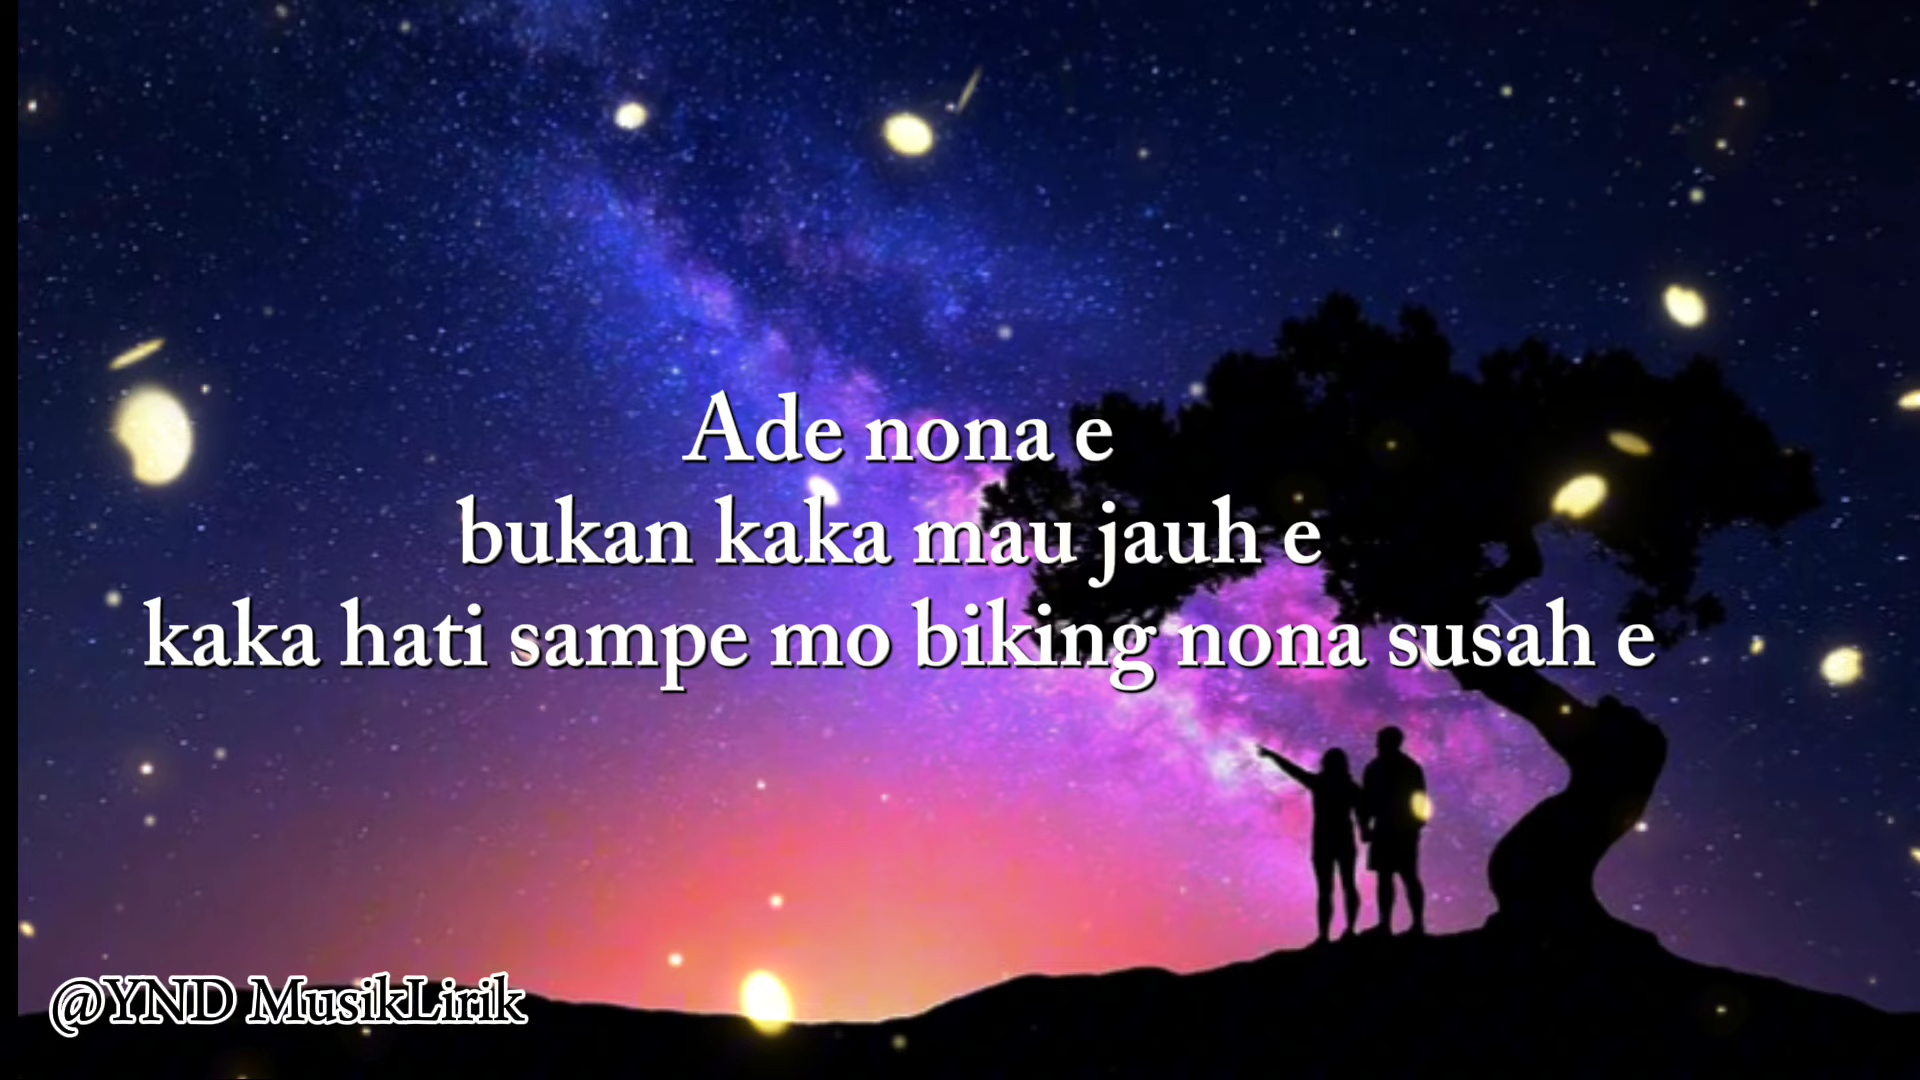 Ade nona e
bukan kaka mau jauh e
kaka hati sampe mo biking nona susah e
@YND MusikLirik